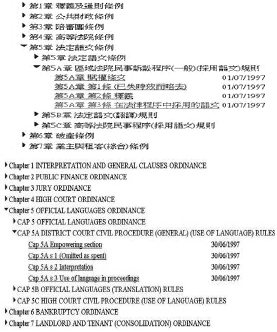 第1章 釋義及通則條例
第2章 公共財政條例
第3章 陪審團條例
第4章 高等法院條例
第5章 法定語文條例
第5章 法定語文條例
第5A章 區域法院民事訴訟程序(一般)(採用語文)規則
第5A章 賦權條文 01/07/1997
第5A章 第1條 (已失時效而略去) 01/07/1997
第5A章 第2條 釋義 01/07/1997
第5A章 第3條 在法律程序中採用的語文 01/07/1997
第5B章 法定語文(翻譯)規則
第5C章 高等法院民事程序(採用語文)規則
第6章 破產條例
第7章 業主與租客(綜合)條例
Chapter 1 INTERPRETATION AND GENERAL CLAUSES ORDINANCE
Chapter 2 PUBLIC FINANCE ORDINANCE
Chapter 3 JURY ORDINANCE
Chapter 4 HIGH COURT ORDINANCE
Chapter 5 OFFICIAL LANGUAGES ORDINANCE
CAP 5 OFFICIAL LANGUAGES ORDINANCE
CAP 5A DISTRICT COURT CIVIL PROCEDURE (GENERAL) (USE OF LANGUAGE) RULES
Cap 5A Empowering section 30/06/1997
Cap 5A s 1 (Omitted as spent) 30/06/1997
Cap 5A s 2 Interpretation 30/06/1997
Cap 5A s 3 Use of language in proceedings 30/06/1997
CAP 5B OFFICIAL LANGUAGES (TRANSLATION) RULES
CAP 5C HIGH COURT CIVIL PROCEDURE (USE OF LANGUAGE) RULES
Chapter 6 BANKRUPTCY ORDINANCE
Chapter 7 LANDLORD AND TENANT (CONSOLIDATION) ORDINANCE